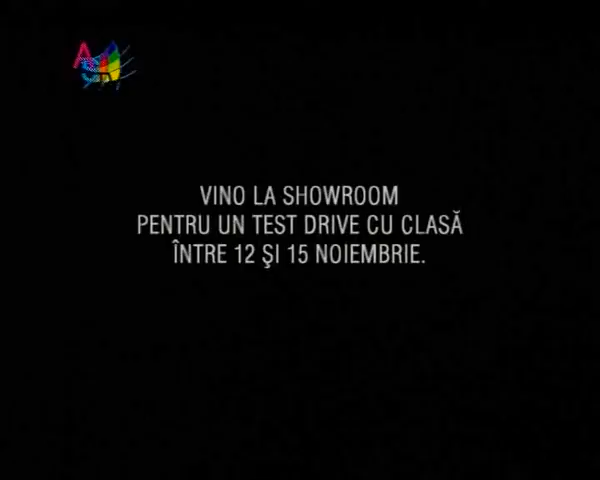 VINO LA SHOWROOM
PENTRU UN TEST DRIVE CU CLASĂ
ÎNTRE 12 ŞI 15 NOIEMBRIE.